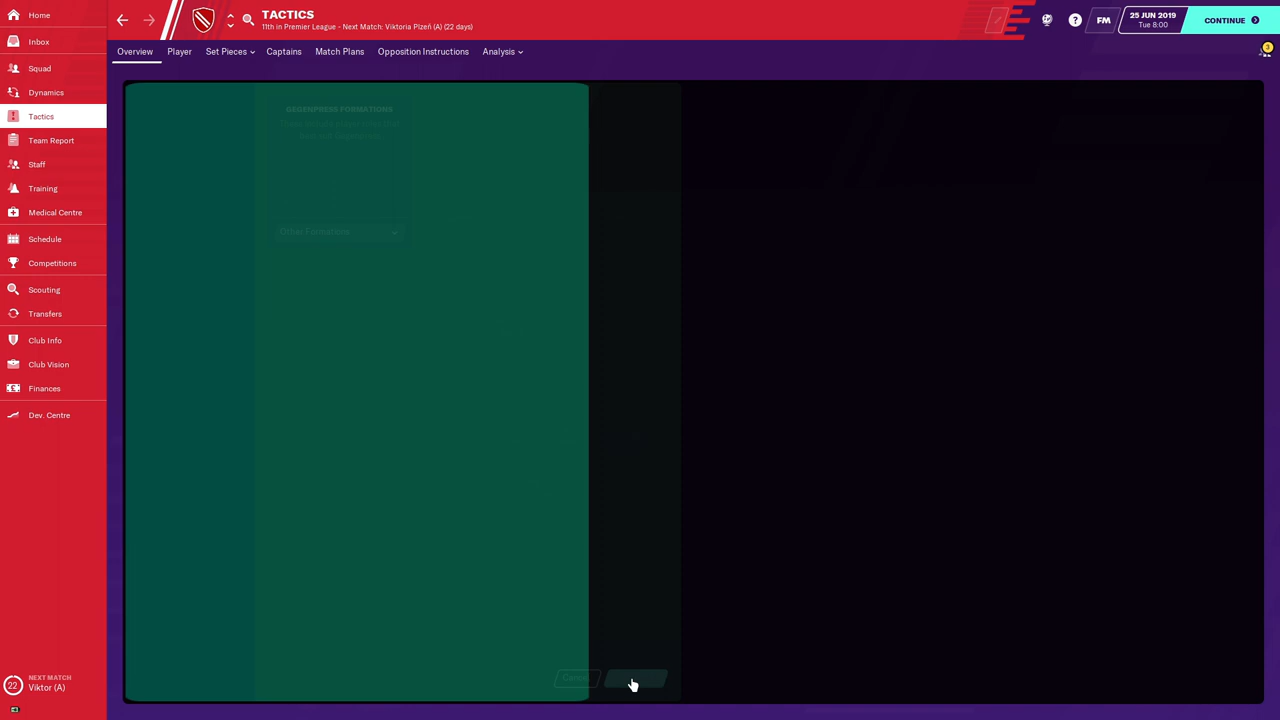 TACTICS
11th in Premier League - Next Match: Viktoria Plzeň (A) (22 days)
FM
25 JUN 2019
Tue 8:00
CONTINUE
Overview
Player
Set Pieces
Captains
Match Plans
Opposition Instructions
Analysis
3
Home
Inbox
Squad
Dynamics
Tactics
Team Report
Staff
Training
Medical Centre
Schedule
Competitions
Scouting
Transfers
Club Info
Club Vision
Finances
Dev. Centre
GEGENPRESS FORMATIONS
Other Formations
Cancel
22
NEXT MATCH
Viktor (A)